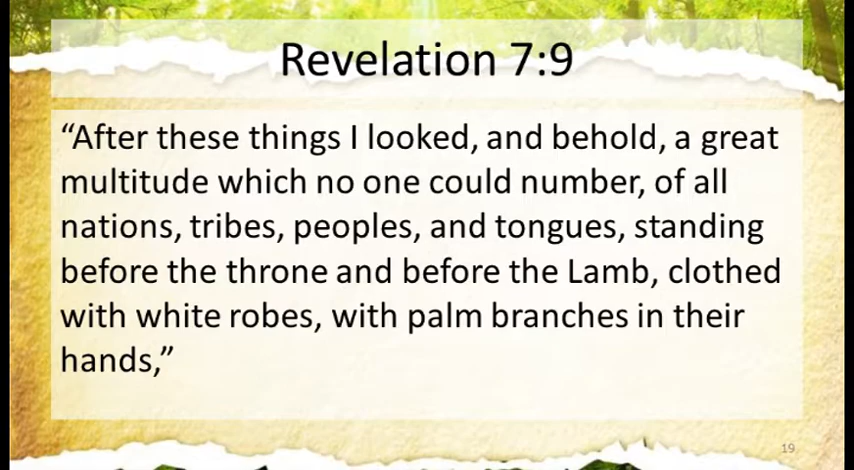 Revelation 7:9
“After these things I looked, and behold, a great
multitude which no one could number, of all
nations, tribes, peoples, and tongues, standing
before the throne and before the Lamb, clothed
with white robes, with palm branches in their
hands,”
19